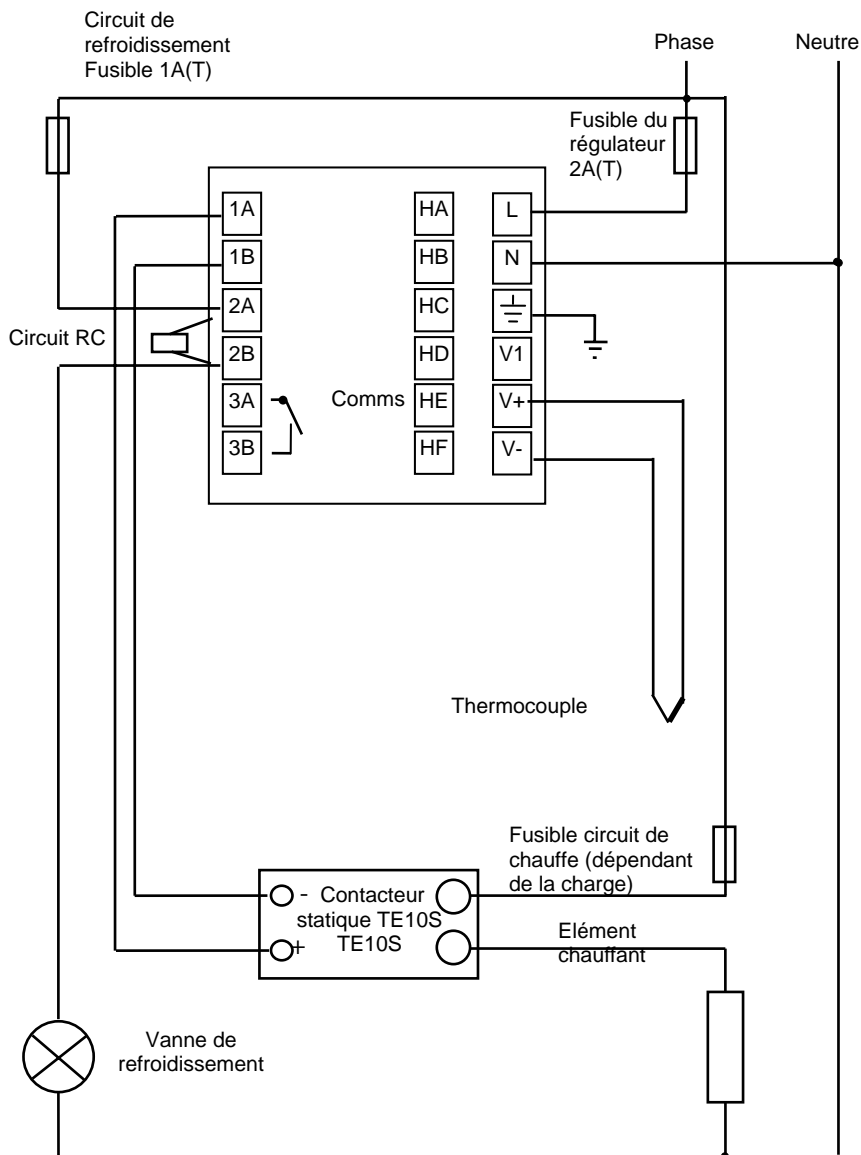 Circuit de
refroidissement
Fusible 1A(T)
Phase
Neutre
Fusible du
régulateur
2A(T)
1A
HA
L
1B
HB
N
2A
HC
Circuit RC
2B
HD
V1
3A
Comms
HE
V+
3B
HF
V-
Thermocouple
Fusible circuit de
chauffe (dépendant
de la charge)
- Contacteur
statique TE10S
+ TE10S
Elément
chauffant
Vanne de
refroidissement